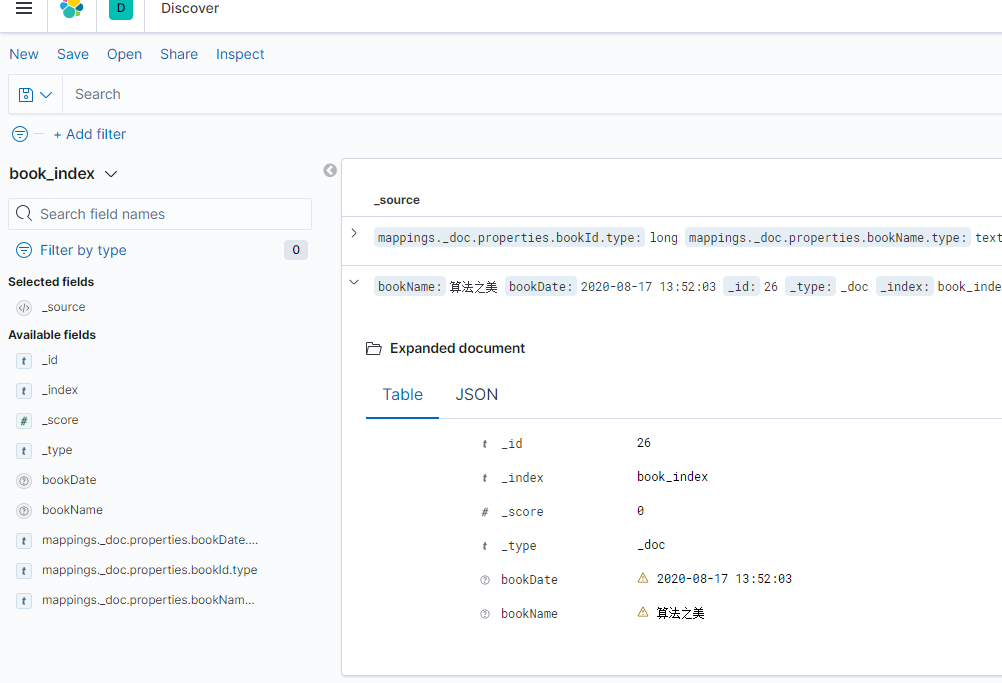 D Discover
New Save Open Share Inspect
Search
+ Add filter
book_index
Search field names
Filter by type 0
Selected fields
_source
Available fields
t _id
t _index
# _score
t _type
? bookDate
? bookName
t mappings._doc.properties.bookDate....
t mappings._doc.properties.bookId.type
t mappings._doc.properties.bookNam...
_source
mappings._doc.properties.bookId.type: long mappings._doc.properties.bookName.type: text
bookName: 算法之美 bookDate: 2020-08-17 13:52:03 _id: 26 _type: _doc _index: book_inde
Expanded document
Table JSON
t _id 26
t _index book_index
# _score 0
t _type _doc
? bookDate 2020-08-17 13:52:03
? bookName 算法之美